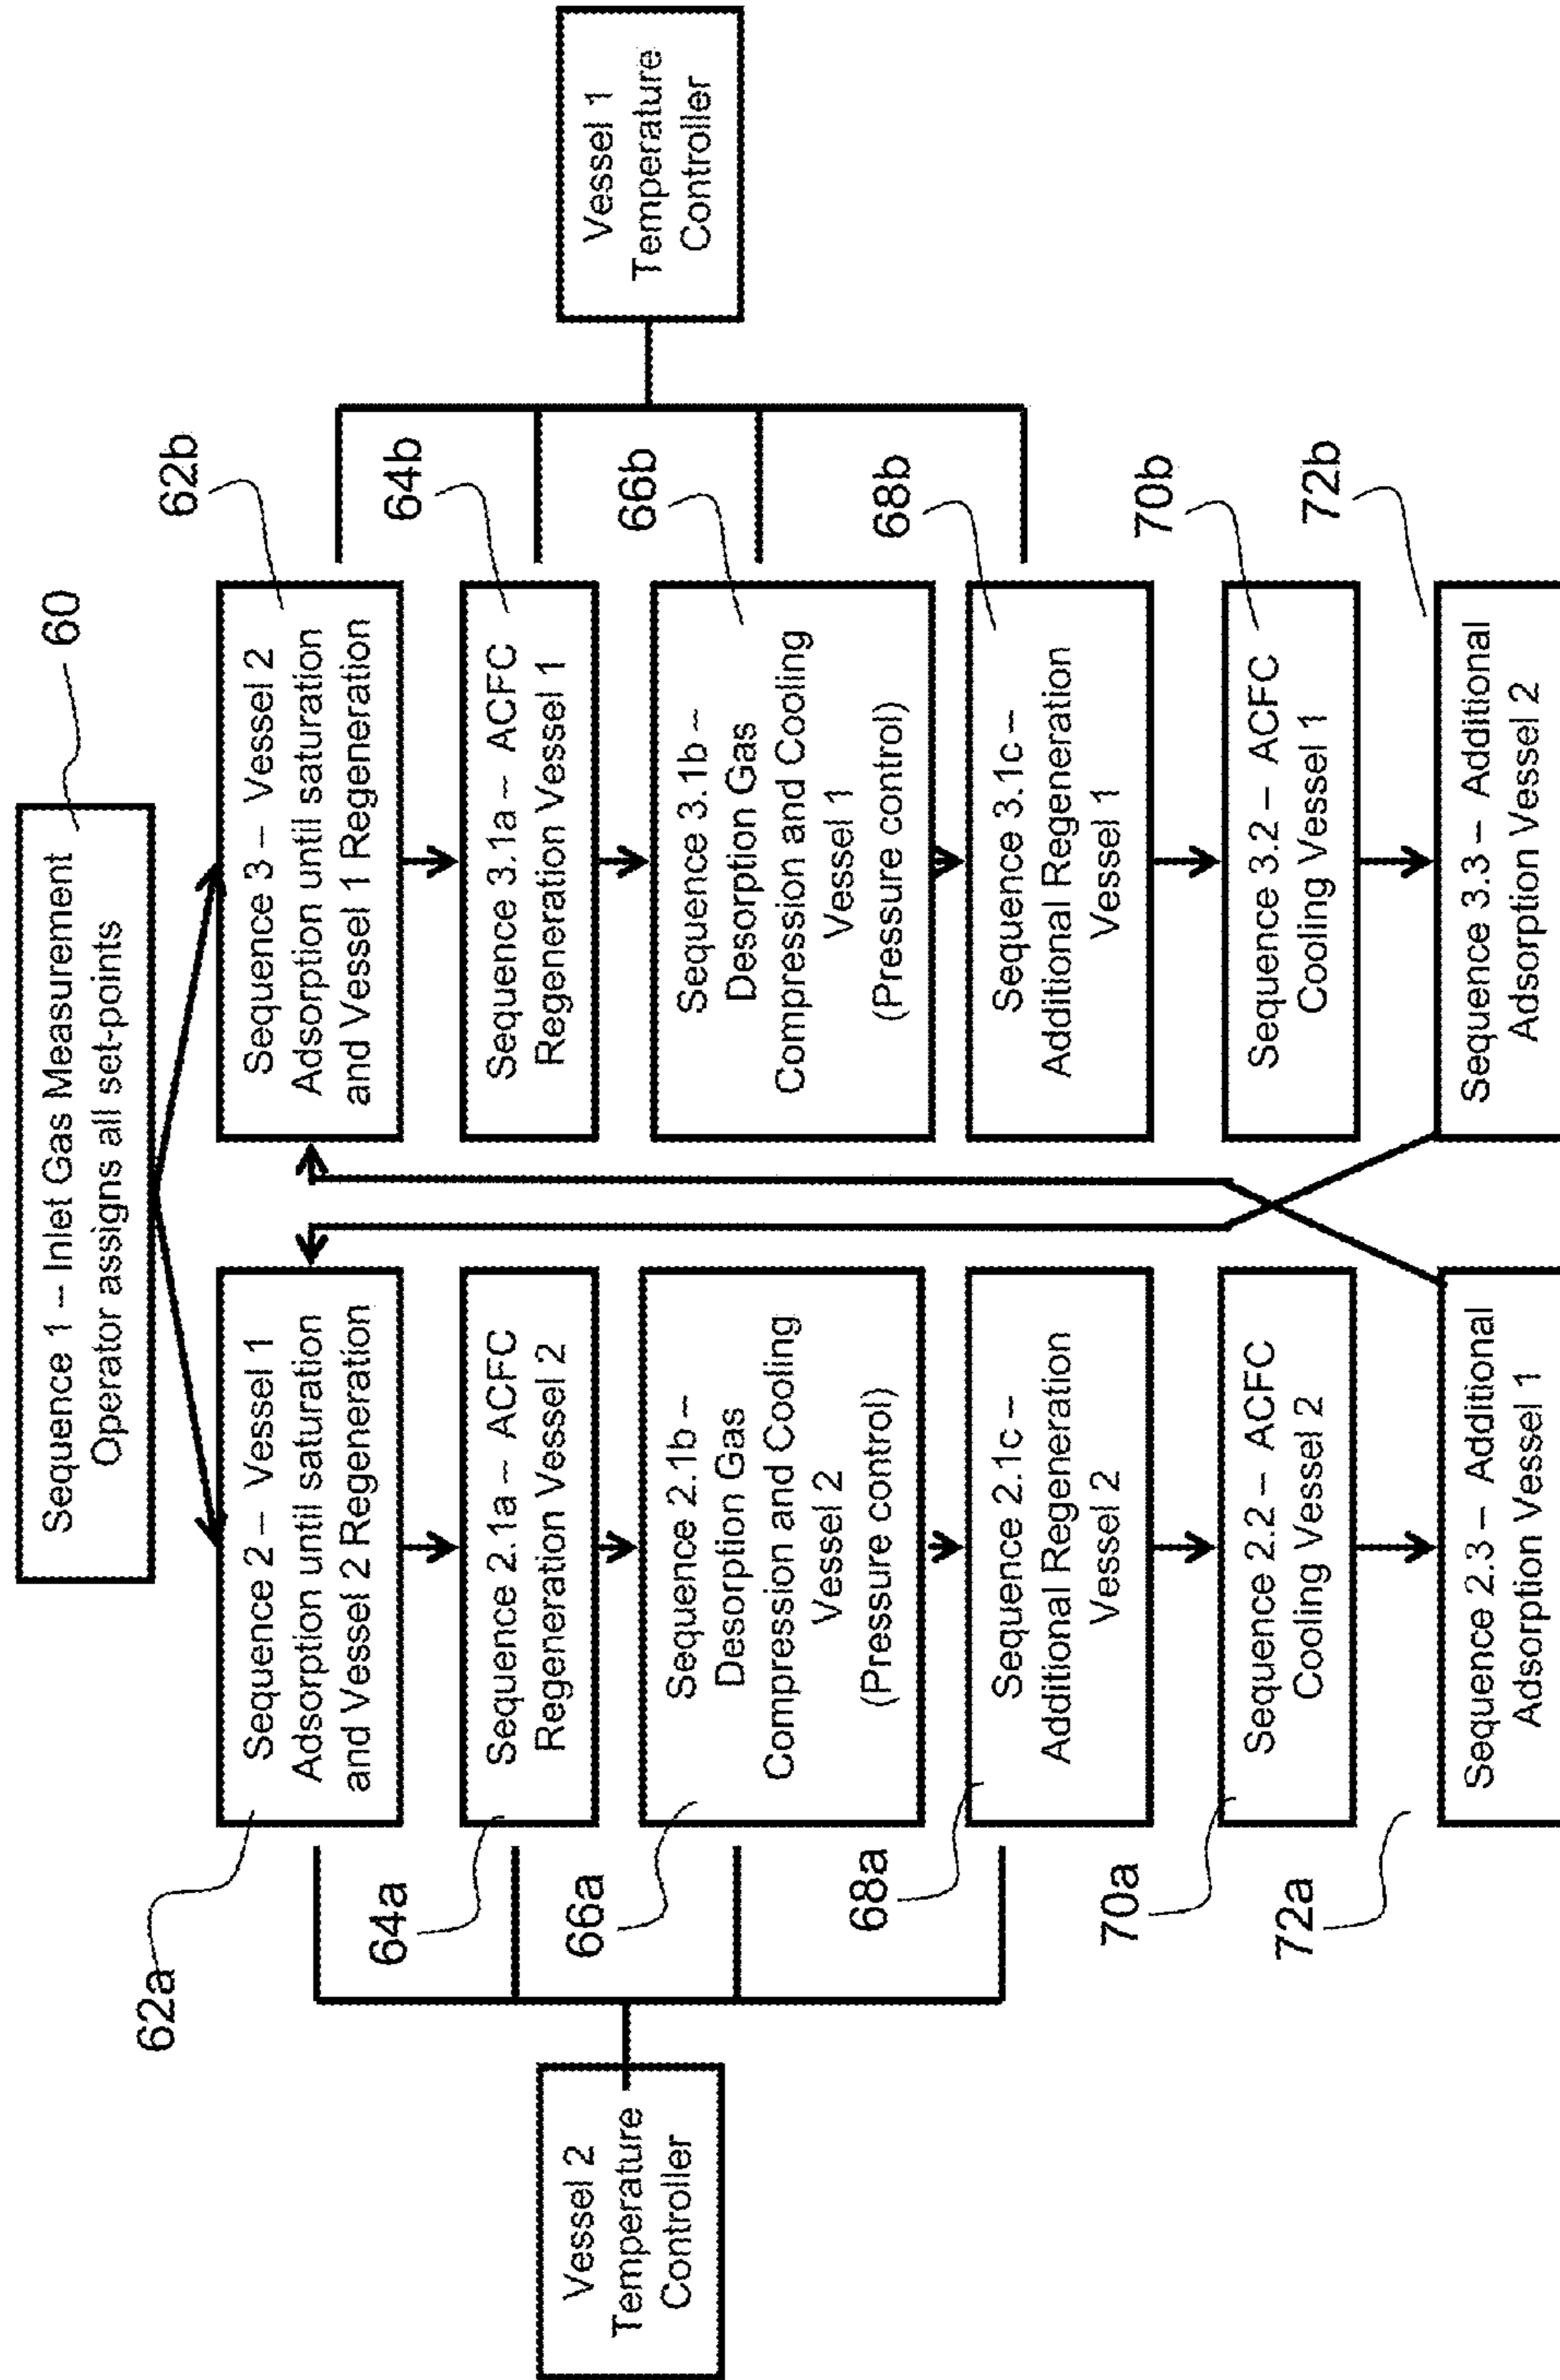 Sequence 1 – Inlet Gas Measurement
Operator assigns all set-points
60
Sequence 2 – Vessel 1
Adsorption until saturation
and Vessel 2 Regeneration
62a
Sequence 2.1a – ACFC
Regeneration Vessel 2
64a
Sequence 2.1b –
Desorption Gas
Compression and Cooling
Vessel 2
(Pressure control)
66a
Sequence 2.1c –
Additional Regeneration
Vessel 2
68a
Sequence 2.2 – ACFC
Cooling Vessel 2
70a
Sequence 2.3 – Additional
Adsorption Vessel 1
72a
Vessel 2
Temperature
Controller
Sequence 3 – Vessel 2
Adsorption until saturation
and Vessel 1 Regeneration
62b
Sequence 3.1a – ACFC
Regeneration Vessel 1
64b
Sequence 3.1b –
Desorption Gas
Compression and Cooling
Vessel 1
(Pressure control)
66b
Sequence 3.1c –
Additional Regeneration
Vessel 1
68b
Sequence 3.2 – ACFC
Cooling Vessel 1
70b
Sequence 3.3 – Additional
Adsorption Vessel 2
72b
Vessel 1
Temperature
Controller